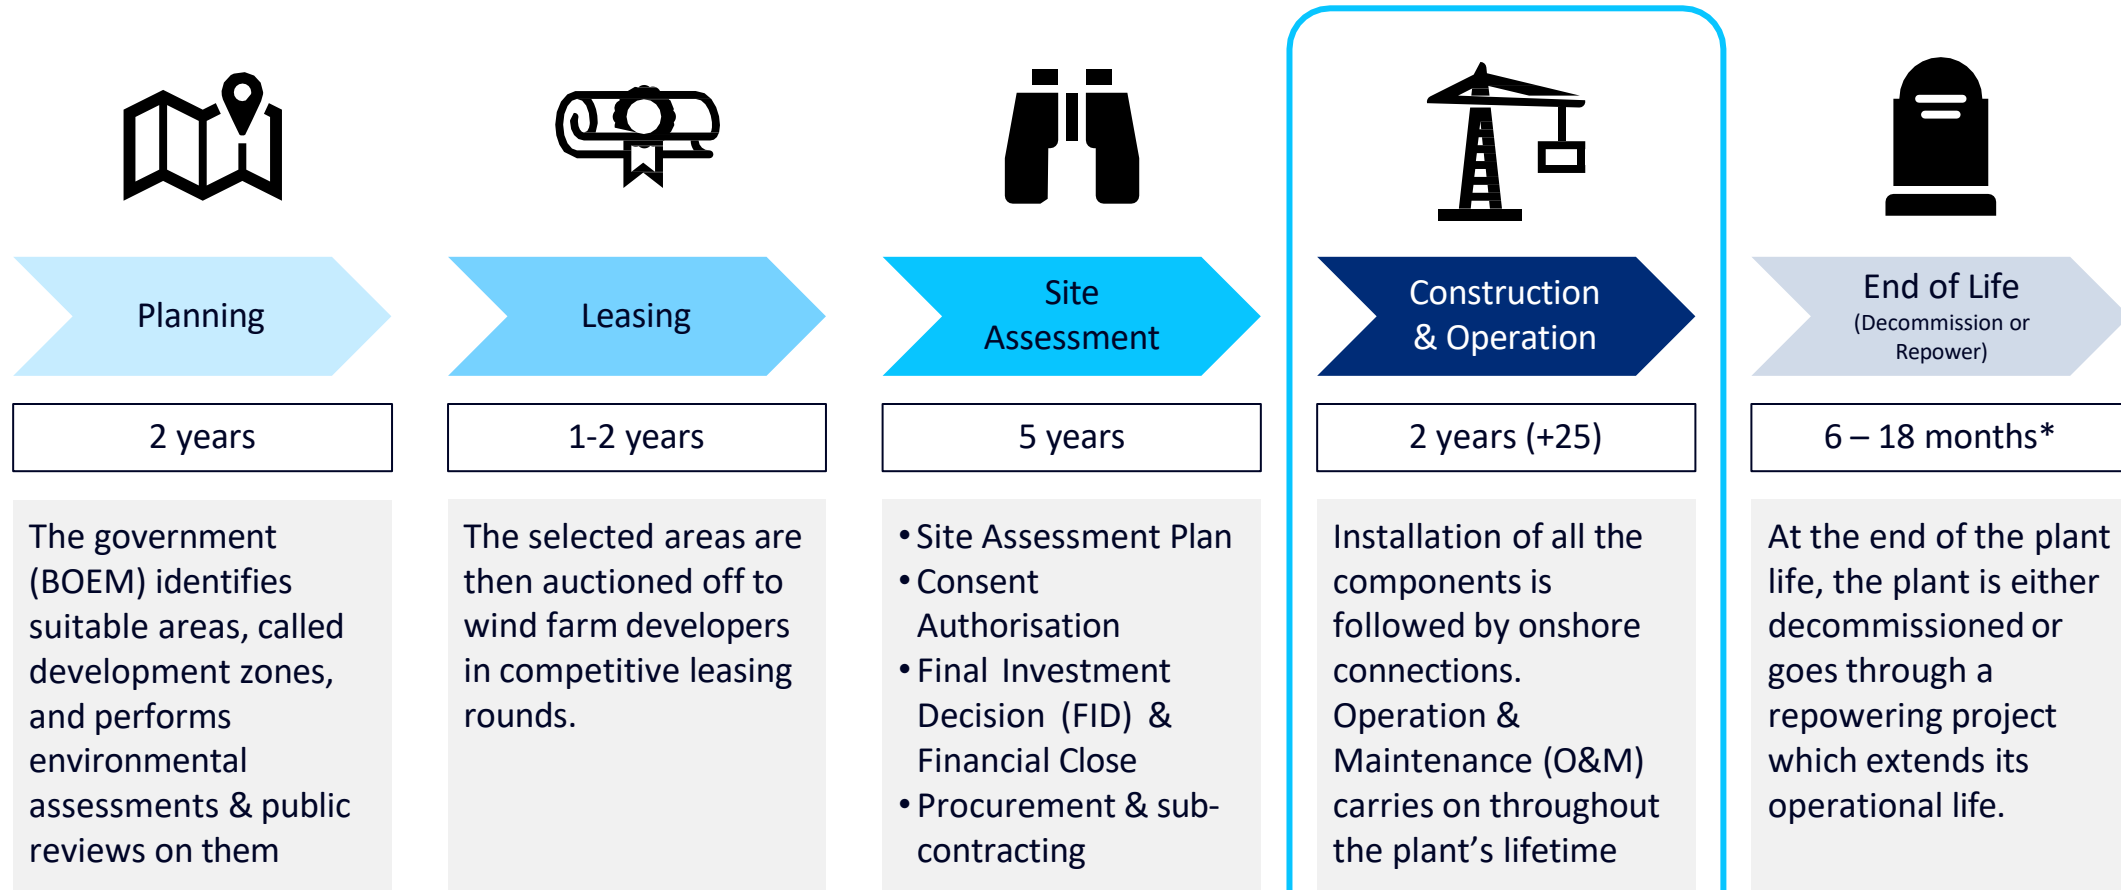 Planning
2 years
The government
(BOEM) identifies
suitable areas, called
development zones,
and performs
environmental
assessments & public
reviews on them
Leasing
1-2 years
The selected areas are
then auctioned off to
wind farm developers
in competitive leasing
rounds.
Site
Assessment
5 years
• Site Assessment Plan
• Consent
Authorisation
• Final Investment
Decision (FID) &
Financial Close
• Procurement & sub-
contracting
Construction
& Operation
2 years (+25)
Installation of all the
components is
followed by onshore
connections.
Operation &
Maintenance (O&M)
carries on throughout
the plant’s lifetime
End of Life
(Decommission or
Repower)
6 – 18 months*
At the end of the plant
life, the plant is either
decommissioned or
goes through a
repowering project
which extends its
operational life.